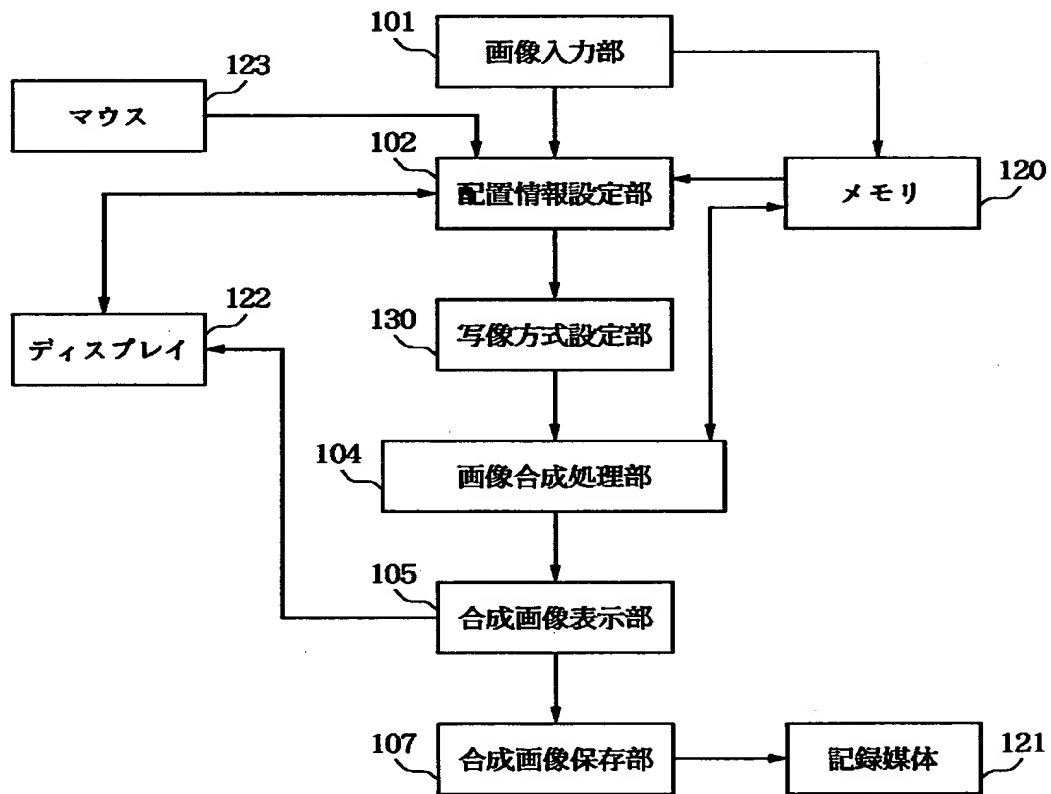 101
画像入力部
123
マウス
102
配置情報設定部
メモリ
120
122
ディスプレイ
130
写像方式設定部
104
画像合成処理部
105
合成画像表示部
107
合成画像保存部
記録媒体
121